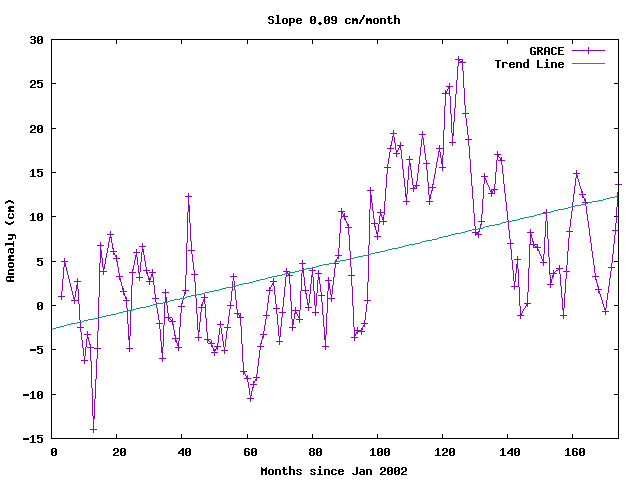 Slope 0.09 cm/month
GRACE
Trend Line
30
25
20
15
10
5
0
-5
-10
-15
Anomaly (cm)
0 20 40 60 80 100 120 140 160
Months since Jan 2002